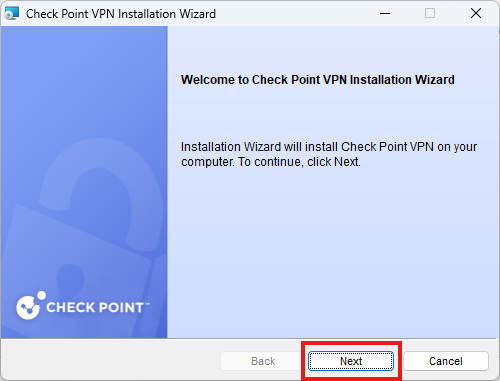 Check Point VPN Installation Wizard
Welcome to Check Point VPN Installation Wizard
Installation Wizard will install Check Point VPN on your
computer. To continue, click Next.
CHECK POINT™
Back
Next
Cancel